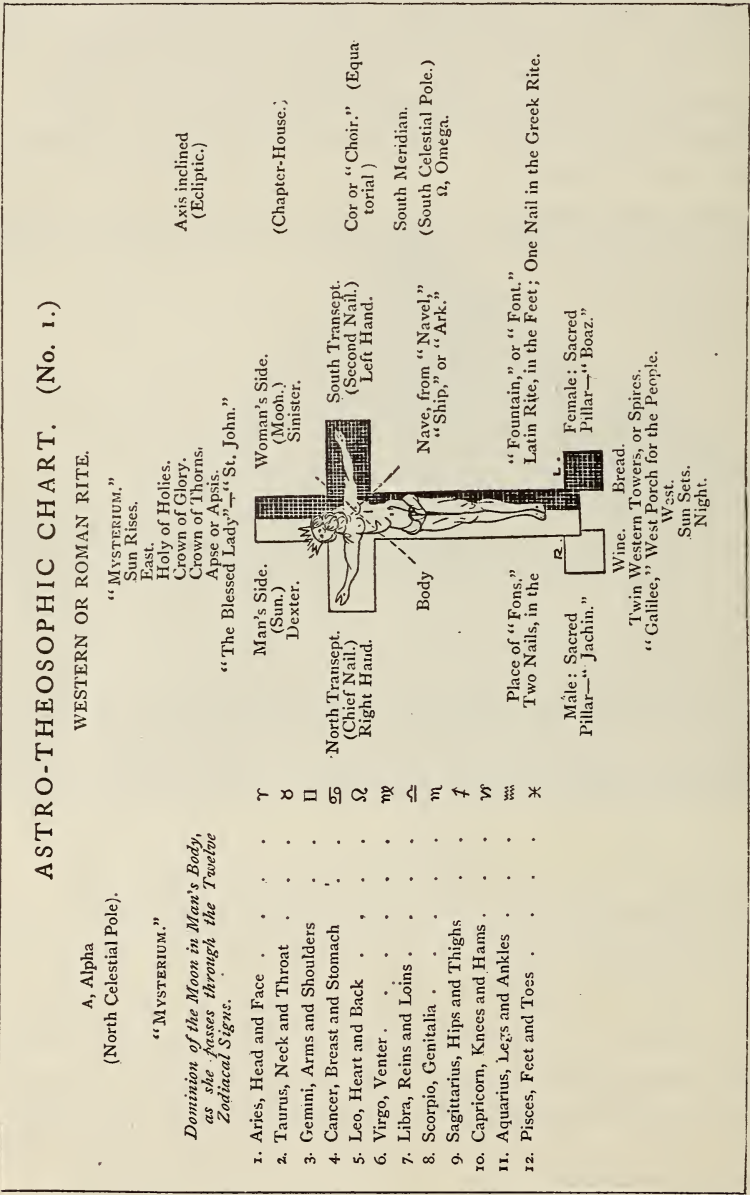 ASTRO-THEOSOPHIC CHART. (No. 1.)
WESTERN OR ROMAN RITE.
A, Alpha
(North Celestial Pole).
"MYSTERIUM."
Dominion of the Moon in Man's Body,
as she passes through the Twelve
Zodiacal Signs.
1. Aries, Head and Face . . . . ♈
2. Taurus, Neck and Throat . . . ♉
3. Gemini, Arms and Shoulders . . ♊
4. Cancer, Breast and Stomach . . ♋
5. Leo, Heart and Back . . . . ♌
6. Virgo, Venter . . . . . ♍
7. Libra, Reins and Loins . . . . ♎
8. Scorpio, Genitalia . . . . . ♏
9. Sagittarius, Hips and Thighs . . ♐
10. Capricorn, Knees and Hams . . . ♑
11. Aquarius, Legs and Ankles . . . ♒
12. Pisces, Feet and Toes . . . . ♓
"MYSTERIUM."
Sun Rises.
East.
Holy of Holies.
Crown of Glory.
Crown of Thorns.
Apse or Apsis.
"The Blessed Lady"—"St. John."
Man's Side.
(Sun.)
Dexter.
Woman's Side.
(Mooh.)
Sinister.
North Transept.
(Chief Nail.)
Right Hand.
South Transept.
(Second Nail.)
Left Hand.
Body
Nave, from "Navel,"
"Ship," or "Ark."
Place of "Fons."
Two Nails, in the
"Fountain," or "Font."
Latin Rite, in the Feet; One Nail in the Greek Rite.
R.
L.
Male: Sacred
Pillar—"Jachin."
Female: Sacred
Pillar—"Boaz."
Wine. Bread.
Twin Western Towers, or Spires.
"Galilee," West Porch for the People.
West.
Sun Sets.
Night.
Axis inclined
(Ecliptic.)
(Chapter-House.)
Cor or "Choir." (Equa
torial)
South Meridian.
(South Celestial Pole.)
Ω, Omega.